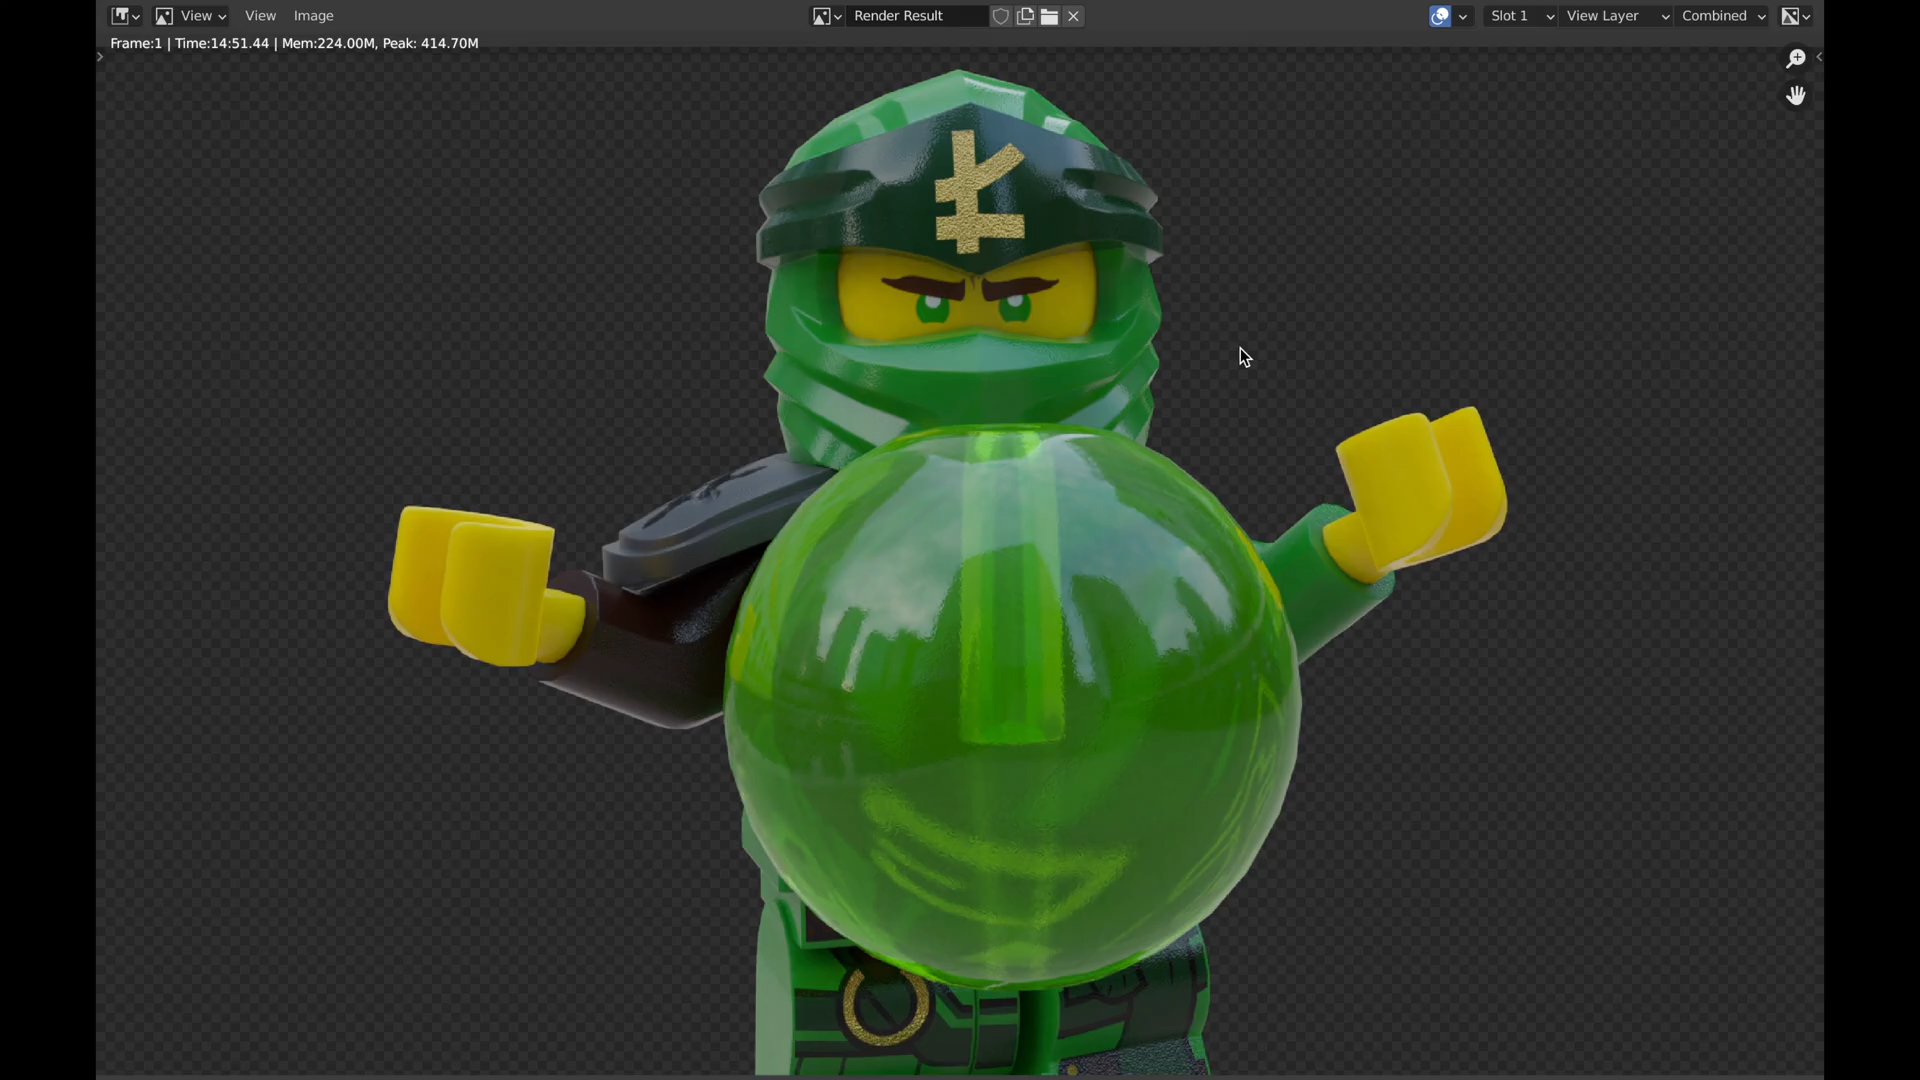 View View Image Render Result Slot 1 View Layer Combined
Frame:1 | Time:14:51.44 | Mem:224.00M, Peak: 414.70M